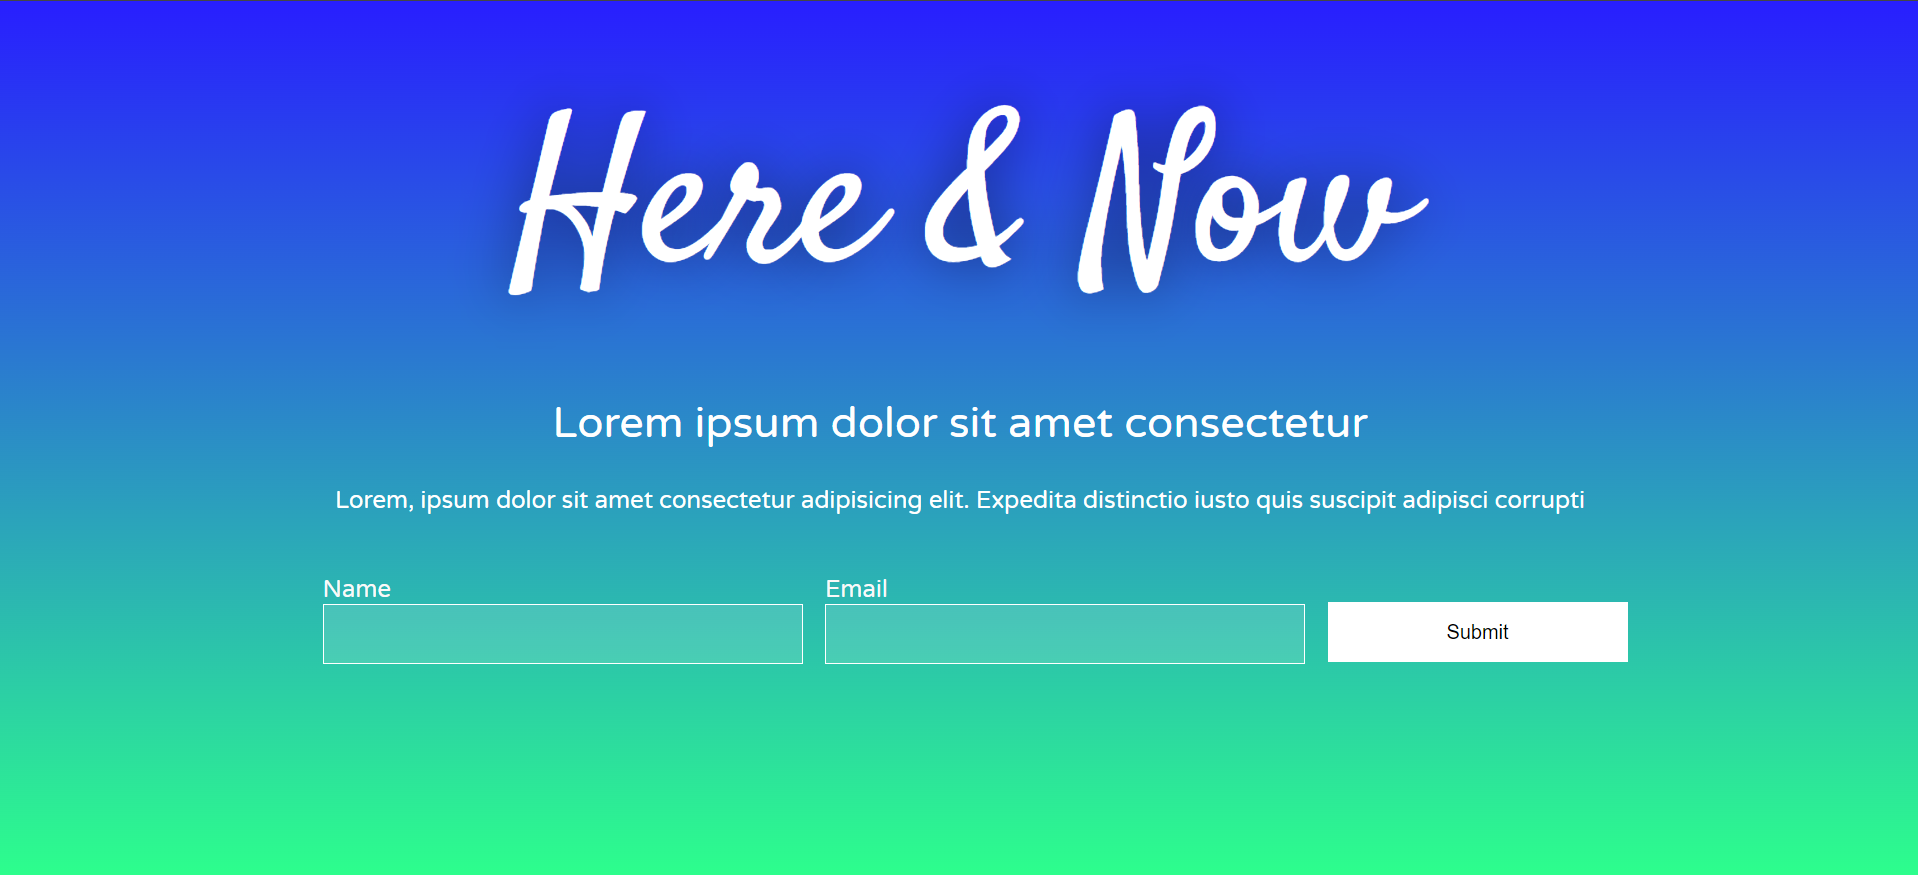 Here & Now
Lorem ipsum dolor sit amet consectetur
Lorem, ipsum dolor sit amet consectetur adipisicing elit. Expedita distinctio iusto quis suscipit adipisci corrupti
Name
Email
Submit